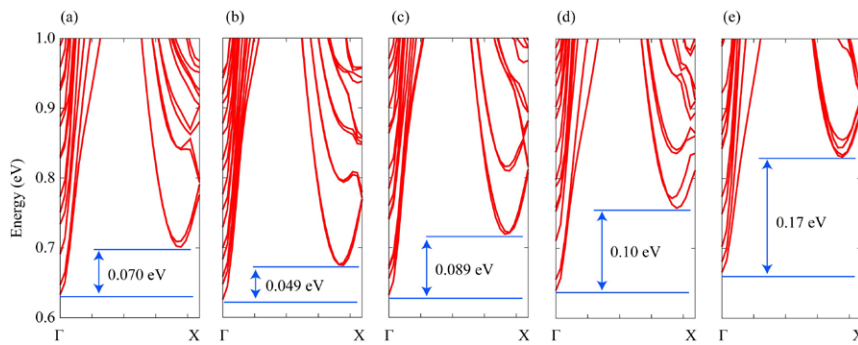 (a) (b) (c) (d) (e)
1.0
0.9
0.8
0.7
0.6
Energy (eV)
0.070 eV
0.049 eV
0.089 eV
0.10 eV
0.17 eV
Γ X Γ X Γ X Γ X Γ X